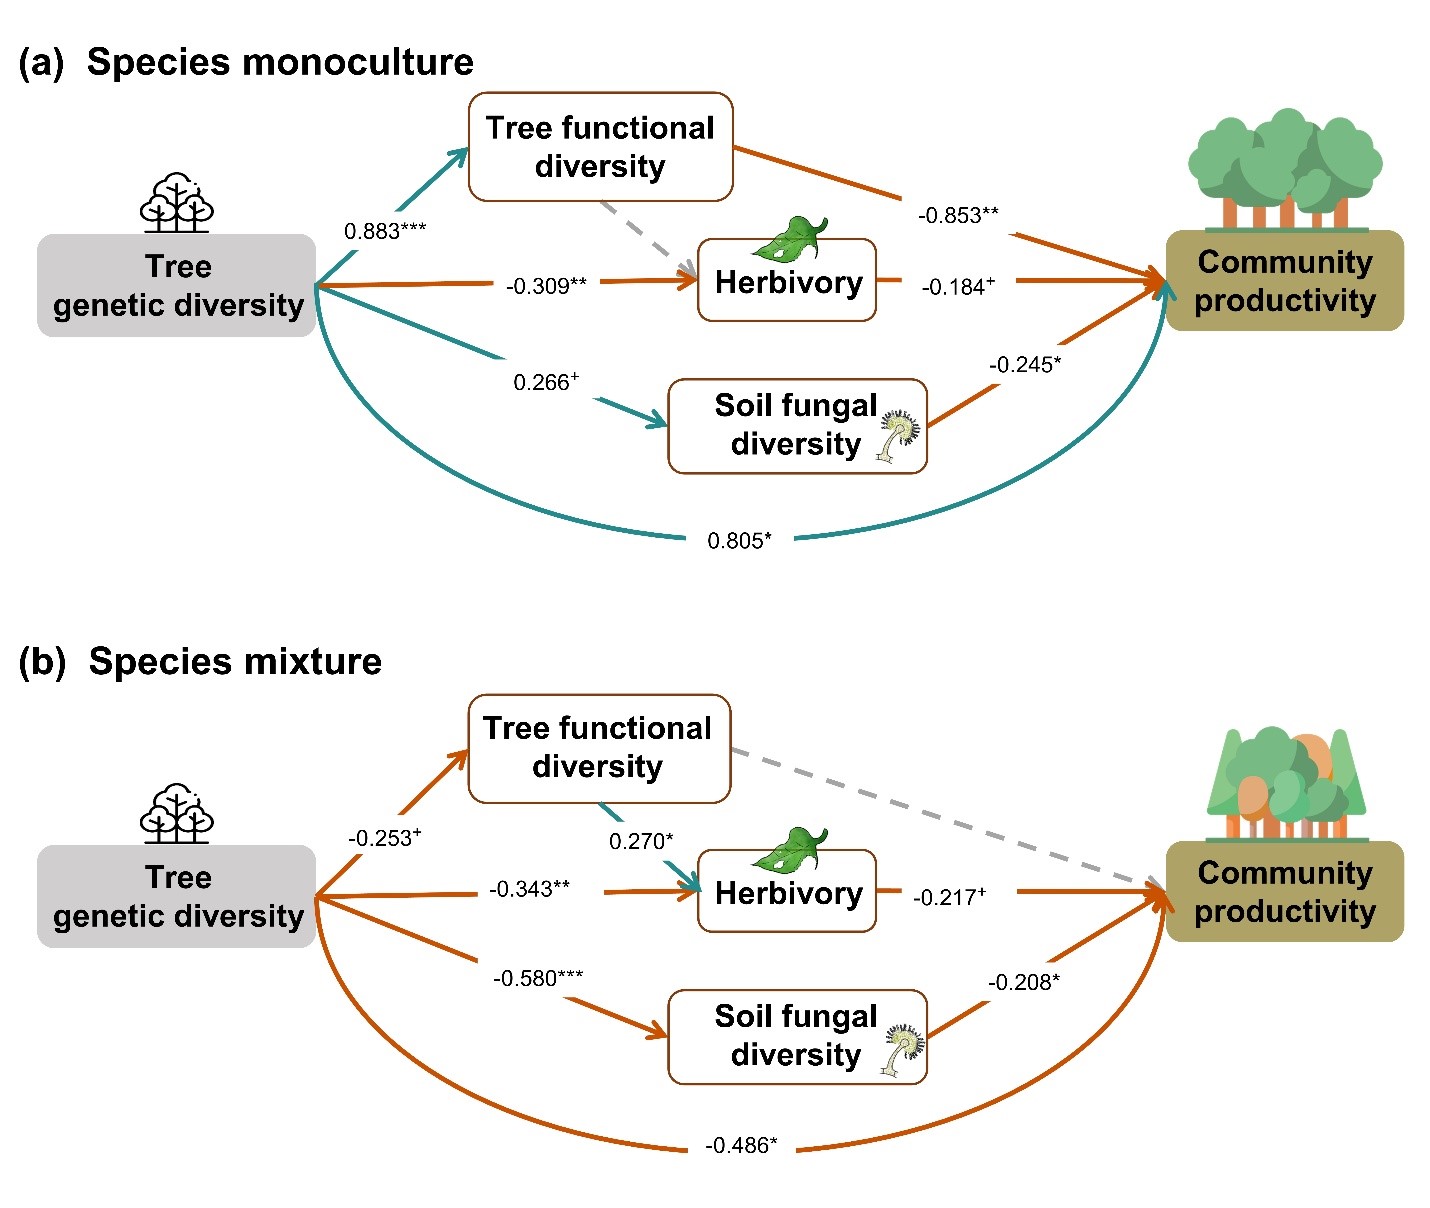 (a) Species monoculture
Tree functional
diversity
0.883***
-0.853**
Tree
genetic diversity
-0.309**
Herbivory
-0.184+
Community
productivity
0.266+
-0.245*
Soil fungal
diversity
0.805*
(b) Species mixture
Tree functional
diversity
-0.253+
0.270*
Tree
genetic diversity
-0.343**
Herbivory
-0.217+
Community
productivity
-0.580***
-0.208*
Soil fungal
diversity
-0.486*